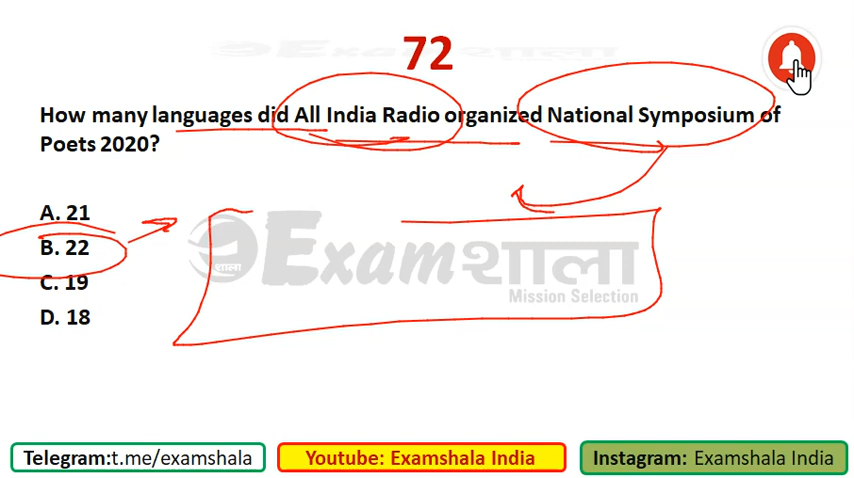 72
How many languages did All India Radio organized National Symposium of
Poets 2020?
A. 21
B. 22
C. 19
D. 18
शाला
Examशाला
Mission Selection
Telegram:t.me/examshala
Youtube: Examshala India
Instagram: Examshala India